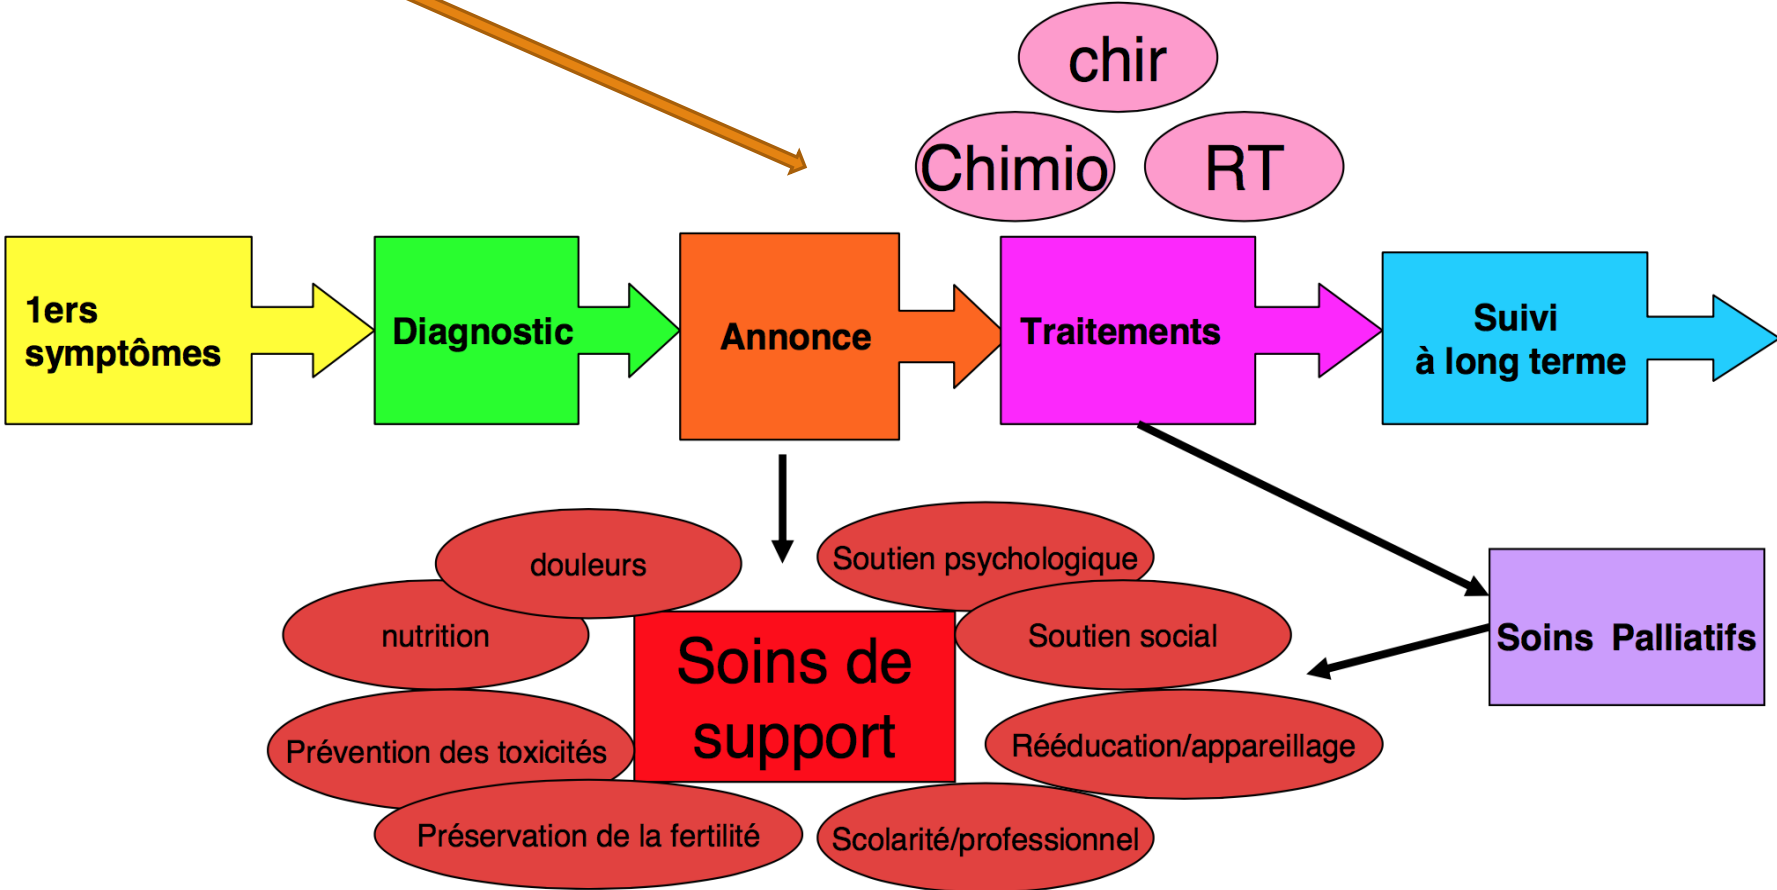 chir
Chimio
RT
1ers
symptômes
Diagnostic
Annonce
Traitements
Suivi
à long terme
douleurs
Soutien psychologique
nutrition
Soutien social
Soins de
support
Soins Palliatifs
Prévention des toxicités
Rééducation/appareillage
Préservation de la fertilité
Scolarité/professionnel